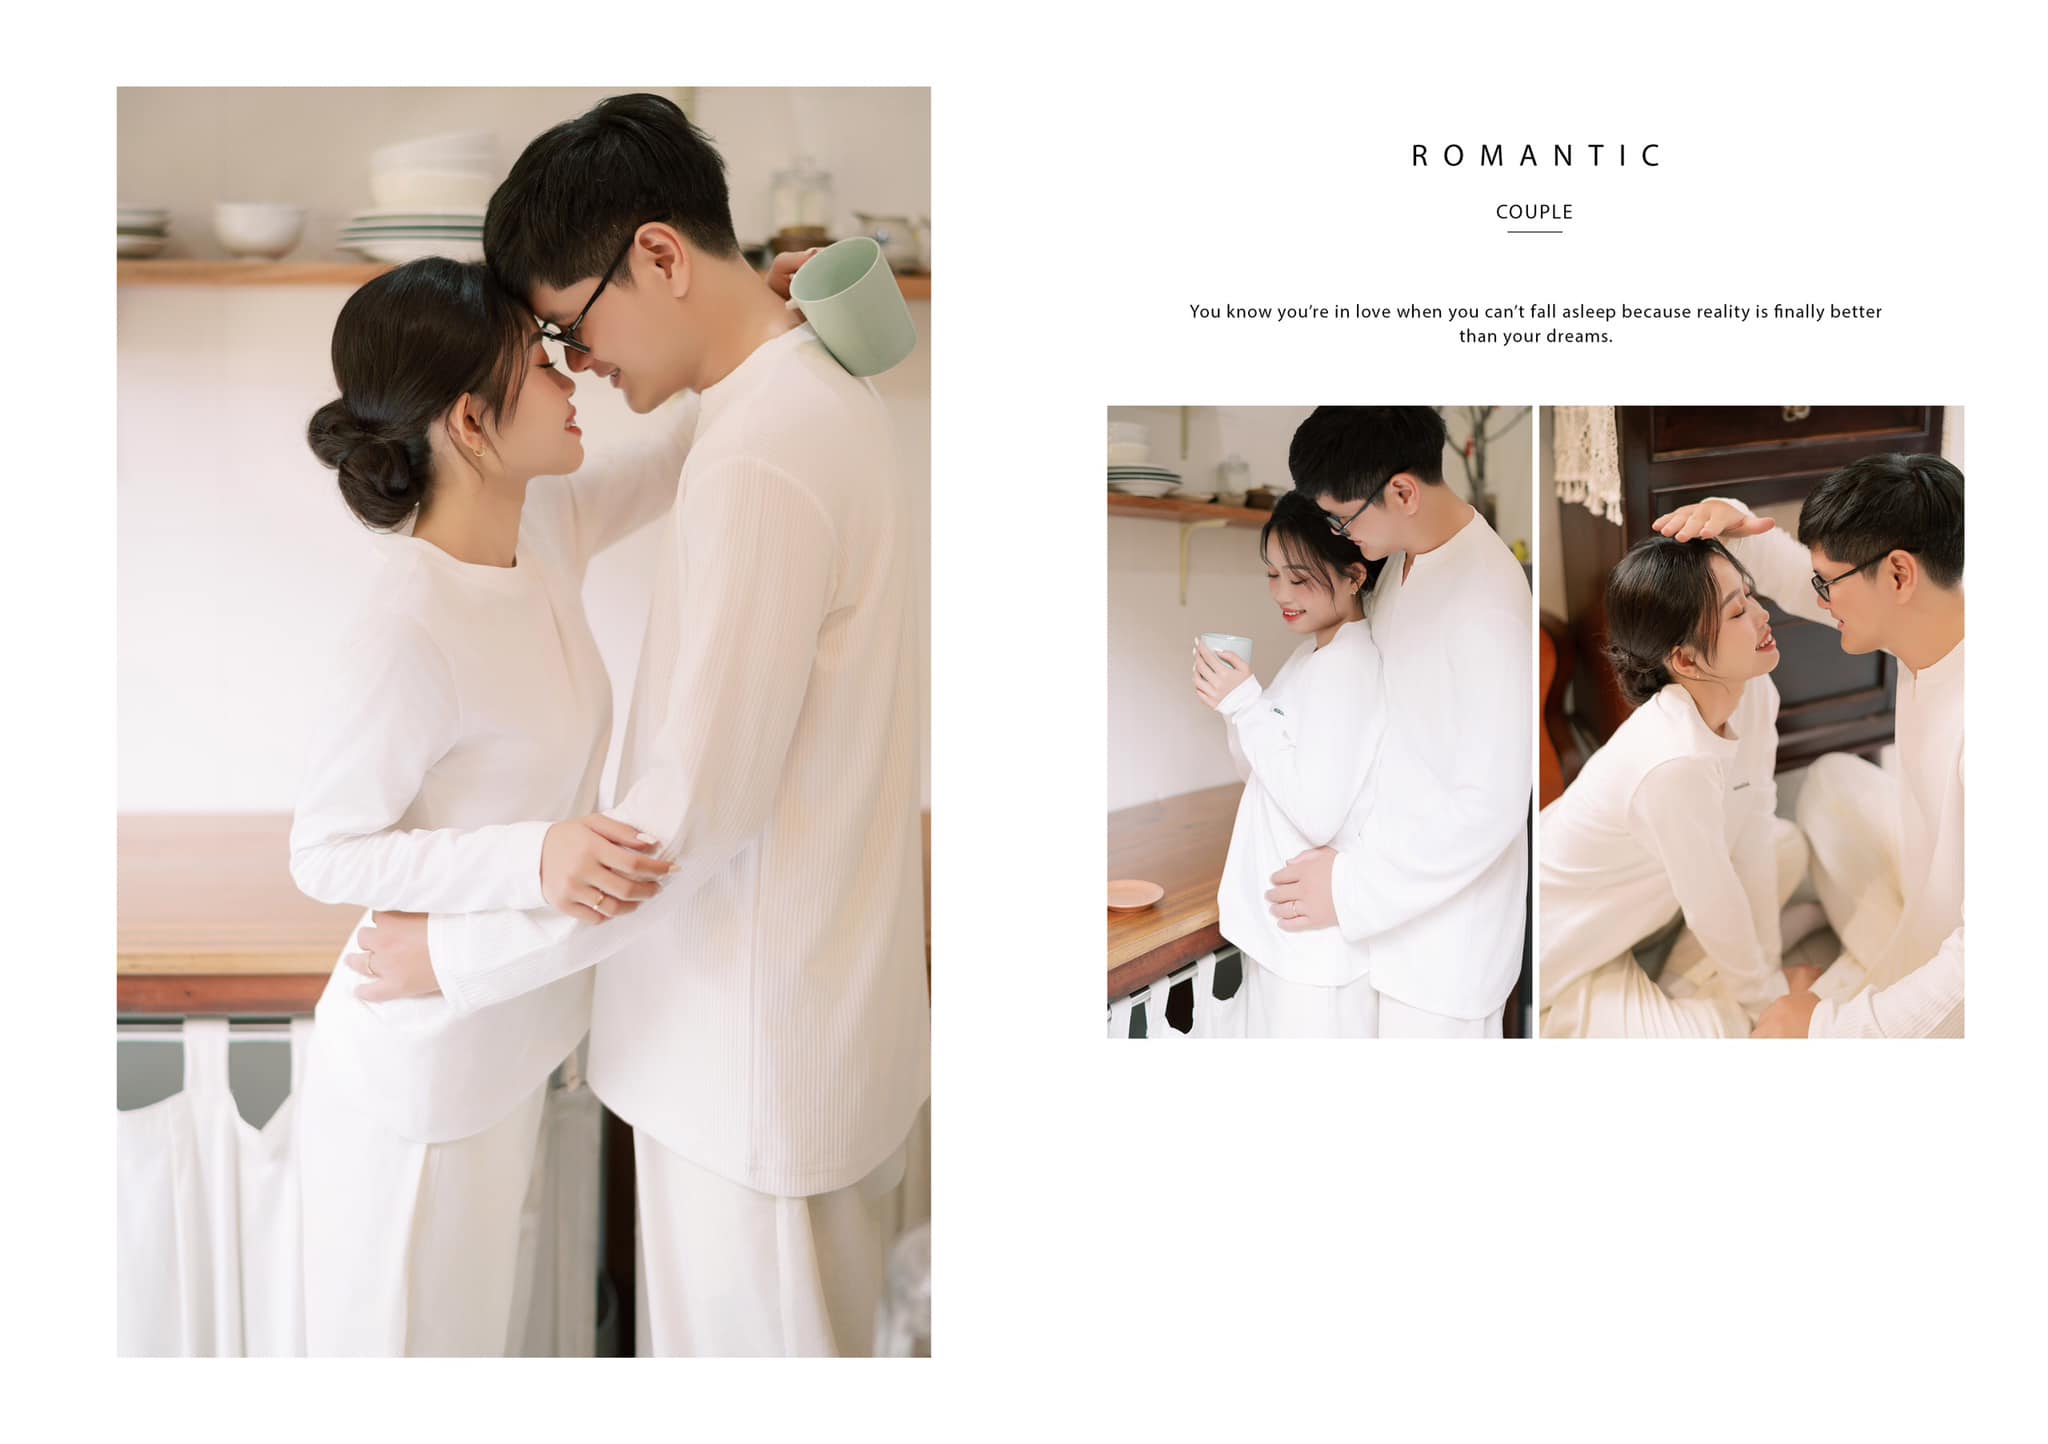 ROMANTIC
COUPLE
You know you’re in love when you can’t fall asleep because reality is finally better
than your dreams.